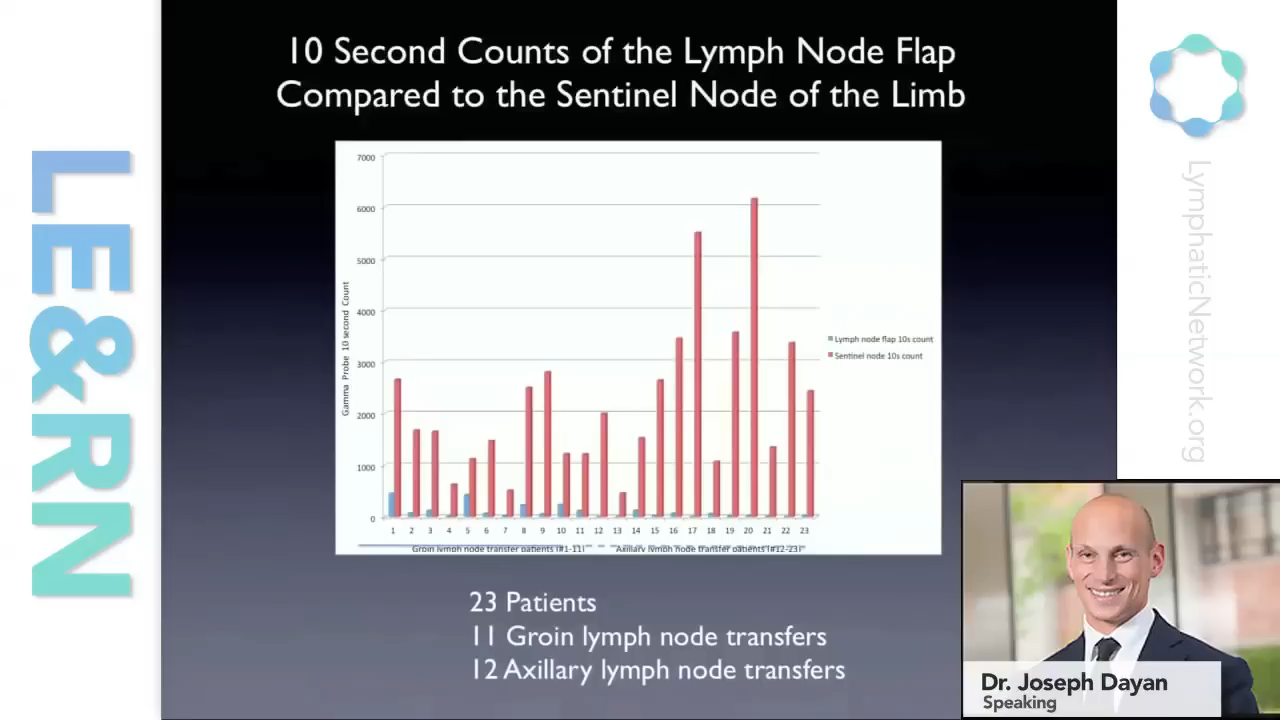 10 Second Counts of the Lymph Node Flap
Compared to the Sentinel Node of the Limb
LE&RN
LymphaticNetwork.org
7000
6000
5000
4000
3000
2000
1000
0
Gamma Probe 10 second Count
Lymph node flap 10s count
Sentinel node 10s count
1 2 3 4 5 6 7 8 9 10 11 12 13 14 15 16 17 18 19 20 21 22 23
Groin lymph node transfer patients (#1-11) Axillary lymph node transfer patients (#12-23)
23 Patients
11 Groin lymph node transfers
12 Axillary lymph node transfers
Dr. Joseph Dayan
Speaking